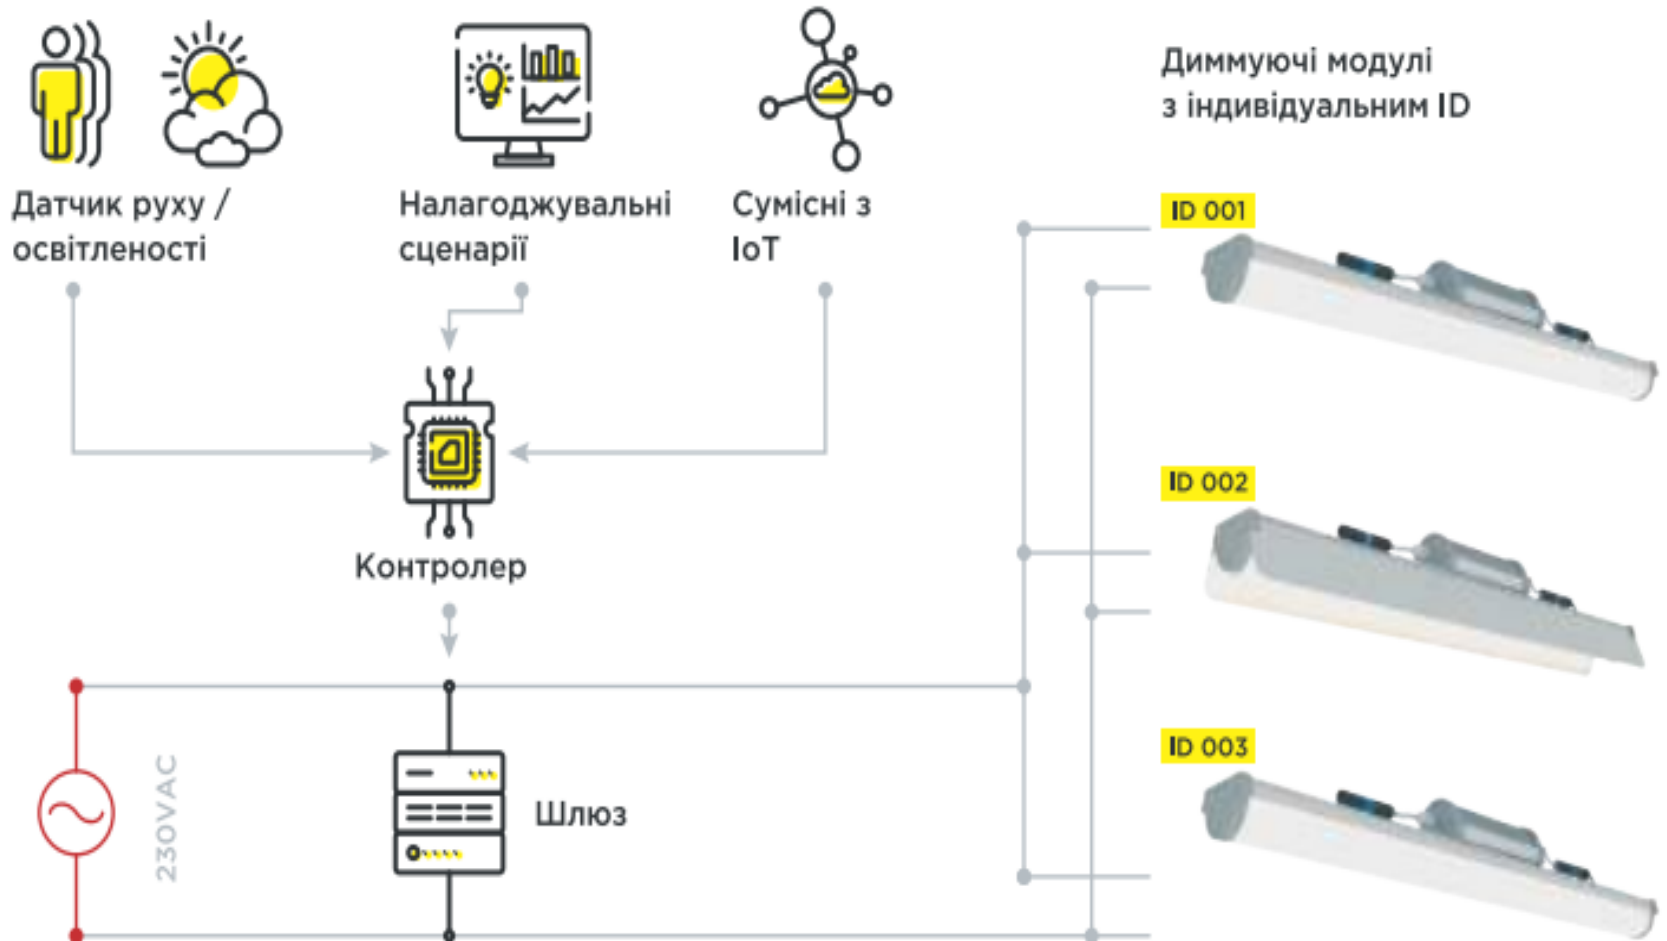 Датчик руху /
освітленості
Налагоджувальні
сценарії
Сумісні з
IoT
Диммуючі модулі
з індивідуальним ID
ID 001
Контролер
ID 002
230VAC
Шлюз
ID 003